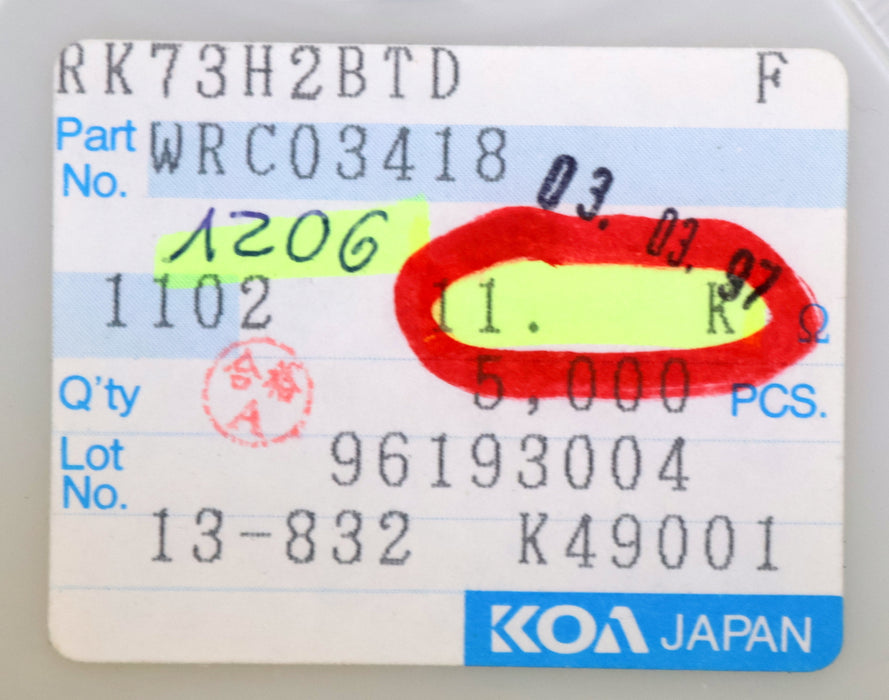 RK73H2BTD F
Part No. WRC03418
03. 03. 97
1206
1102 11. K Ω
合格 A
Q'ty 5,000 PCS.
Lot No. 96193004
13-832 K49001
KOA JAPAN